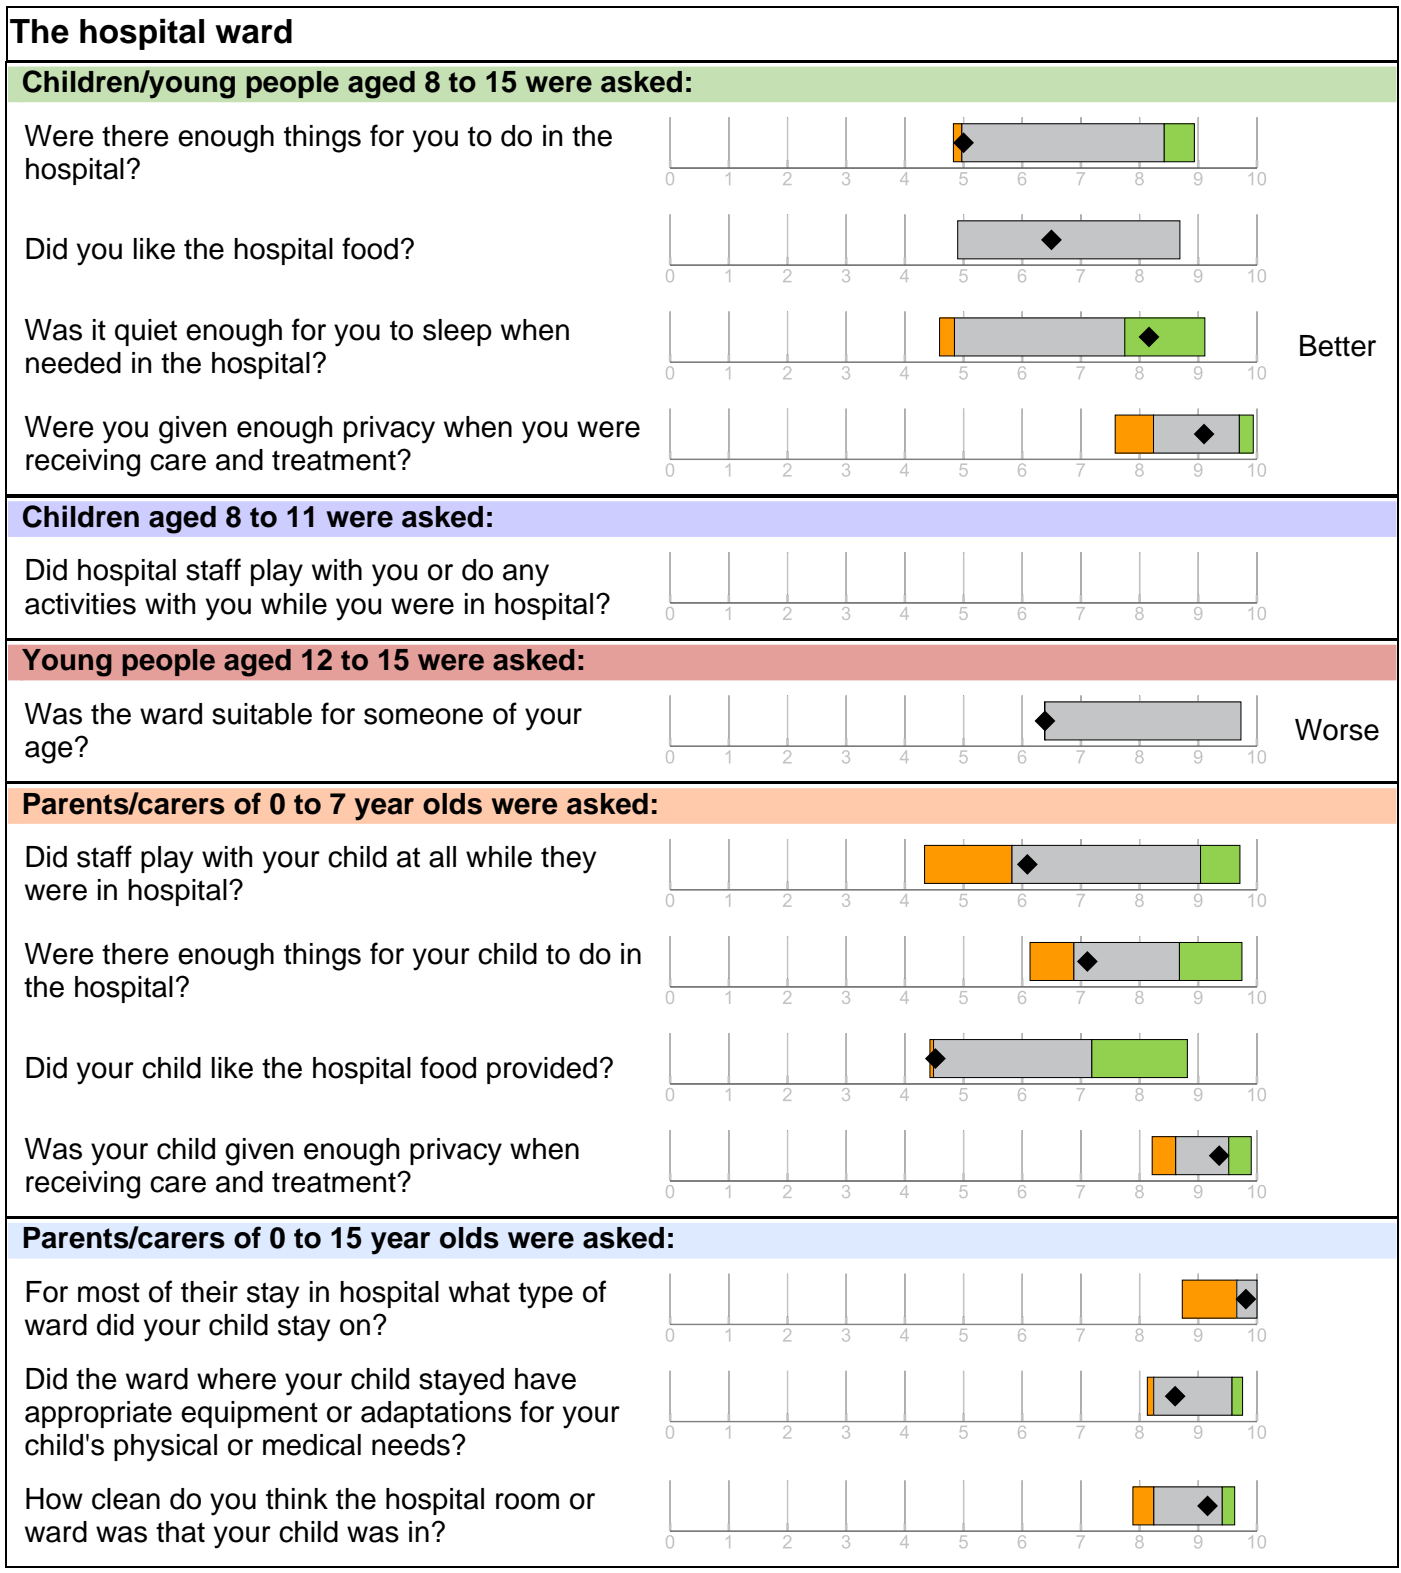 The hospital ward
Children/young people aged 8 to 15 were asked:
Were there enough things for you to do in the
hospital?
0 1 2 3 4 5 6 7 8 9 10
Did you like the hospital food?
0 1 2 3 4 5 6 7 8 9 10
Was it quiet enough for you to sleep when
needed in the hospital?
Better
0 1 2 3 4 5 6 7 8 9 10
Were you given enough privacy when you were
receiving care and treatment?
0 1 2 3 4 5 6 7 8 9 10
Children aged 8 to 11 were asked:
Did hospital staff play with you or do any
activities with you while you were in hospital?
0 1 2 3 4 5 6 7 8 9 10
Young people aged 12 to 15 were asked:
Was the ward suitable for someone of your
age?
Worse
0 1 2 3 4 5 6 7 8 9 10
Parents/carers of 0 to 7 year olds were asked:
Did staff play with your child at all while they
were in hospital?
0 1 2 3 4 5 6 7 8 9 10
Were there enough things for your child to do in
the hospital?
0 1 2 3 4 5 6 7 8 9 10
Did your child like the hospital food provided?
0 1 2 3 4 5 6 7 8 9 10
Was your child given enough privacy when
receiving care and treatment?
0 1 2 3 4 5 6 7 8 9 10
Parents/carers of 0 to 15 year olds were asked:
For most of their stay in hospital what type of
ward did your child stay on?
0 1 2 3 4 5 6 7 8 9 10
Did the ward where your child stayed have
appropriate equipment or adaptations for your
child's physical or medical needs?
0 1 2 3 4 5 6 7 8 9 10
How clean do you think the hospital room or
ward was that your child was in?
0 1 2 3 4 5 6 7 8 9 10